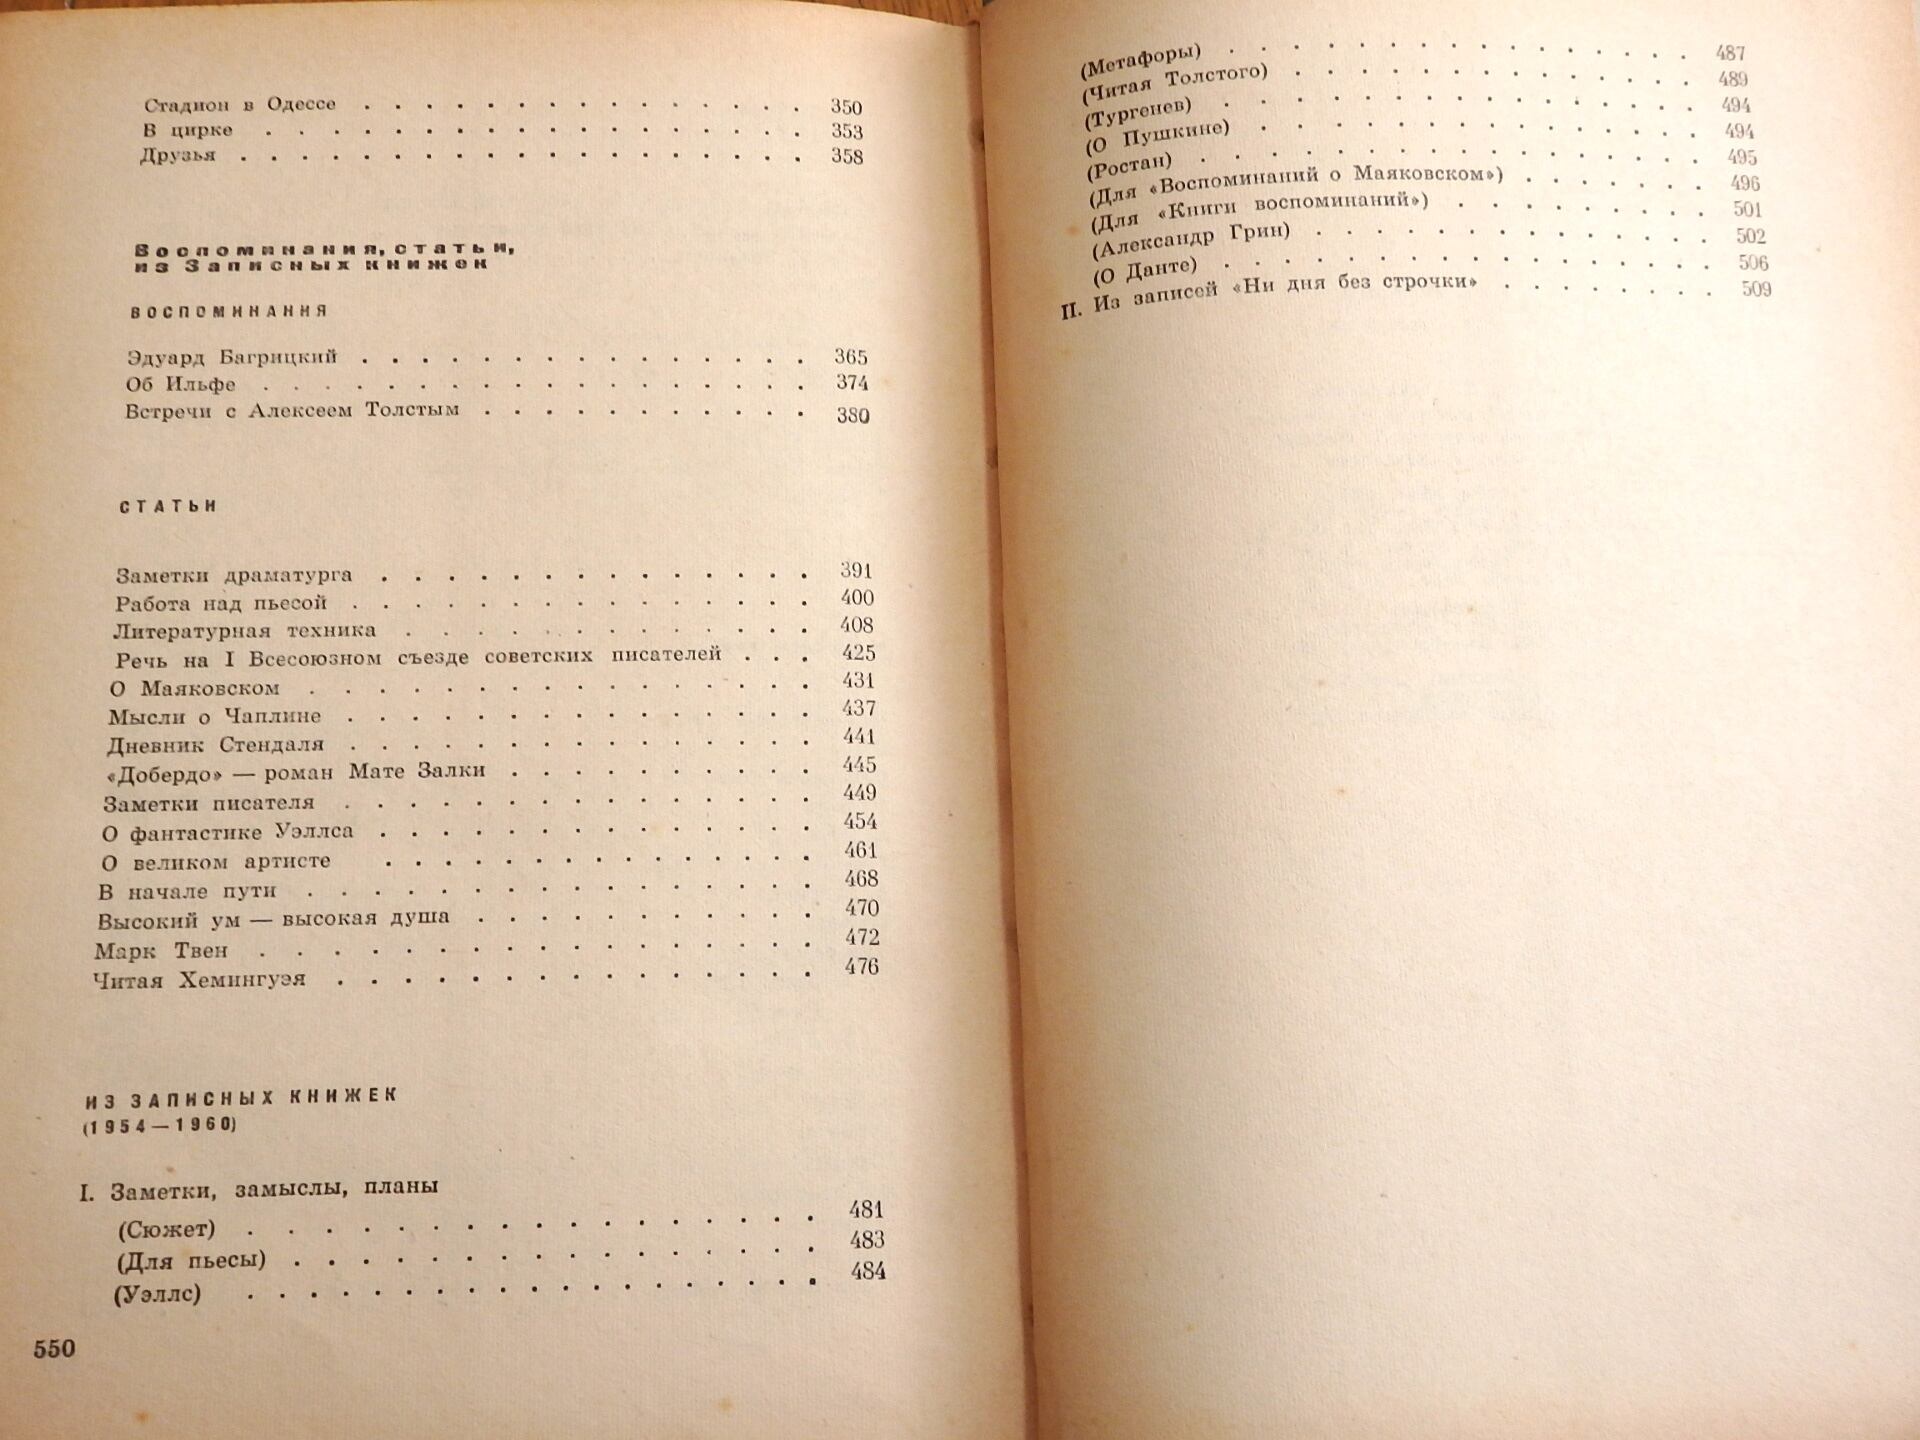 Стадион в Одессе . . . . . . . . . . . . . . 350
В цирке . . . . . . . . . . . . . . . . . 353
Друзья . . . . . . . . . . . . . . . . . . 358
Воспоминания, статьи,
из Записных книжек
ВОСПОМИНАНИЯ
Эдуард Багрицкий . . . . . . . . . . . . . . 365
Об Ильфе . . . . . . . . . . . . . . . . . 374
Встречи с Алексеем Толстым . . . . . . . . . . . 380
СТАТЬИ
Заметки драматурга . . . . . . . . . . . . . . 391
Работа над пьесой . . . . . . . . . . . . . . 400
Литературная техника . . . . . . . . . . . . . 408
Речь на I Всесоюзном съезде советских писателей . . . 425
О Маяковском . . . . . . . . . . . . . . . . 431
Мысли о Чаплине . . . . . . . . . . . . . . . 437
Дневник Стендаля . . . . . . . . . . . . . . . 441
«Добердо» — роман Мате Залки . . . . . . . . . . 445
Заметки писателя . . . . . . . . . . . . . . . 449
О фантастике Уэллса . . . . . . . . . . . . . . 454
О великом артисте . . . . . . . . . . . . . . 461
В начале пути . . . . . . . . . . . . . . . . 468
Высокий ум — высокая душа . . . . . . . . . . . 470
Марк Твен . . . . . . . . . . . . . . . . . 472
Читая Хемингуэя . . . . . . . . . . . . . . . 476
ИЗ ЗАПИСНЫХ КНИЖЕК
(1954—1960)
I. Заметки, замыслы, планы
(Сюжет) . . . . . . . . . . . . . . . . . 481
(Для пьесы) . . . . . . . . . . . . . . . . 483
(Уэллс) . . . . . . . . . . . . . . . . . . 484
550
(Метафоры) . . . . . . . . . . . . . . . 487
(Читая Толстого) . . . . . . . . . . . . . 489
(Тургенев) . . . . . . . . . . . . . . . 494
(О Пушкине) . . . . . . . . . . . . . . 494
(Ростан) . . . . . . . . . . . . . . . . 495
(Для «Воспоминаний о Маяковском») . . . . . . 496
(Для «Книги воспоминаний») . . . . . . . . 501
(Александр Грин) . . . . . . . . . . . . 502
(О Данте) . . . . . . . . . . . . . . . 506
II. Из записей «Ни дня без строчки» . . . . . . . . 509